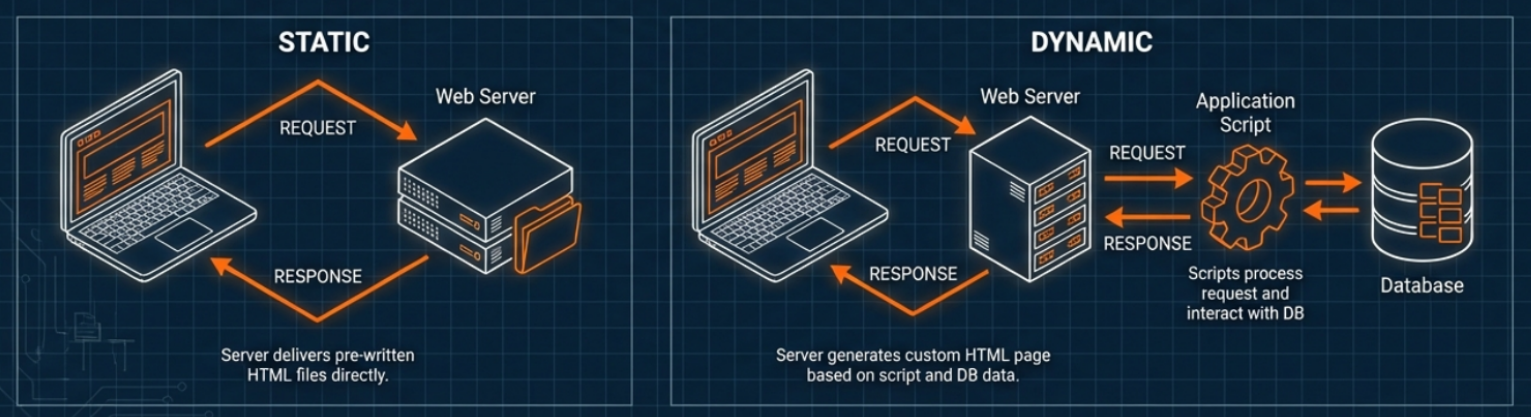 STATIC
Web Server
REQUEST
RESPONSE
Server delivers pre-written
HTML files directly.
DYNAMIC
Web Server
REQUEST
RESPONSE
Application
Script
REQUEST
RESPONSE
Scripts process
request and
interact with DB
Database
Server generates custom HTML page
based on script and DB data.